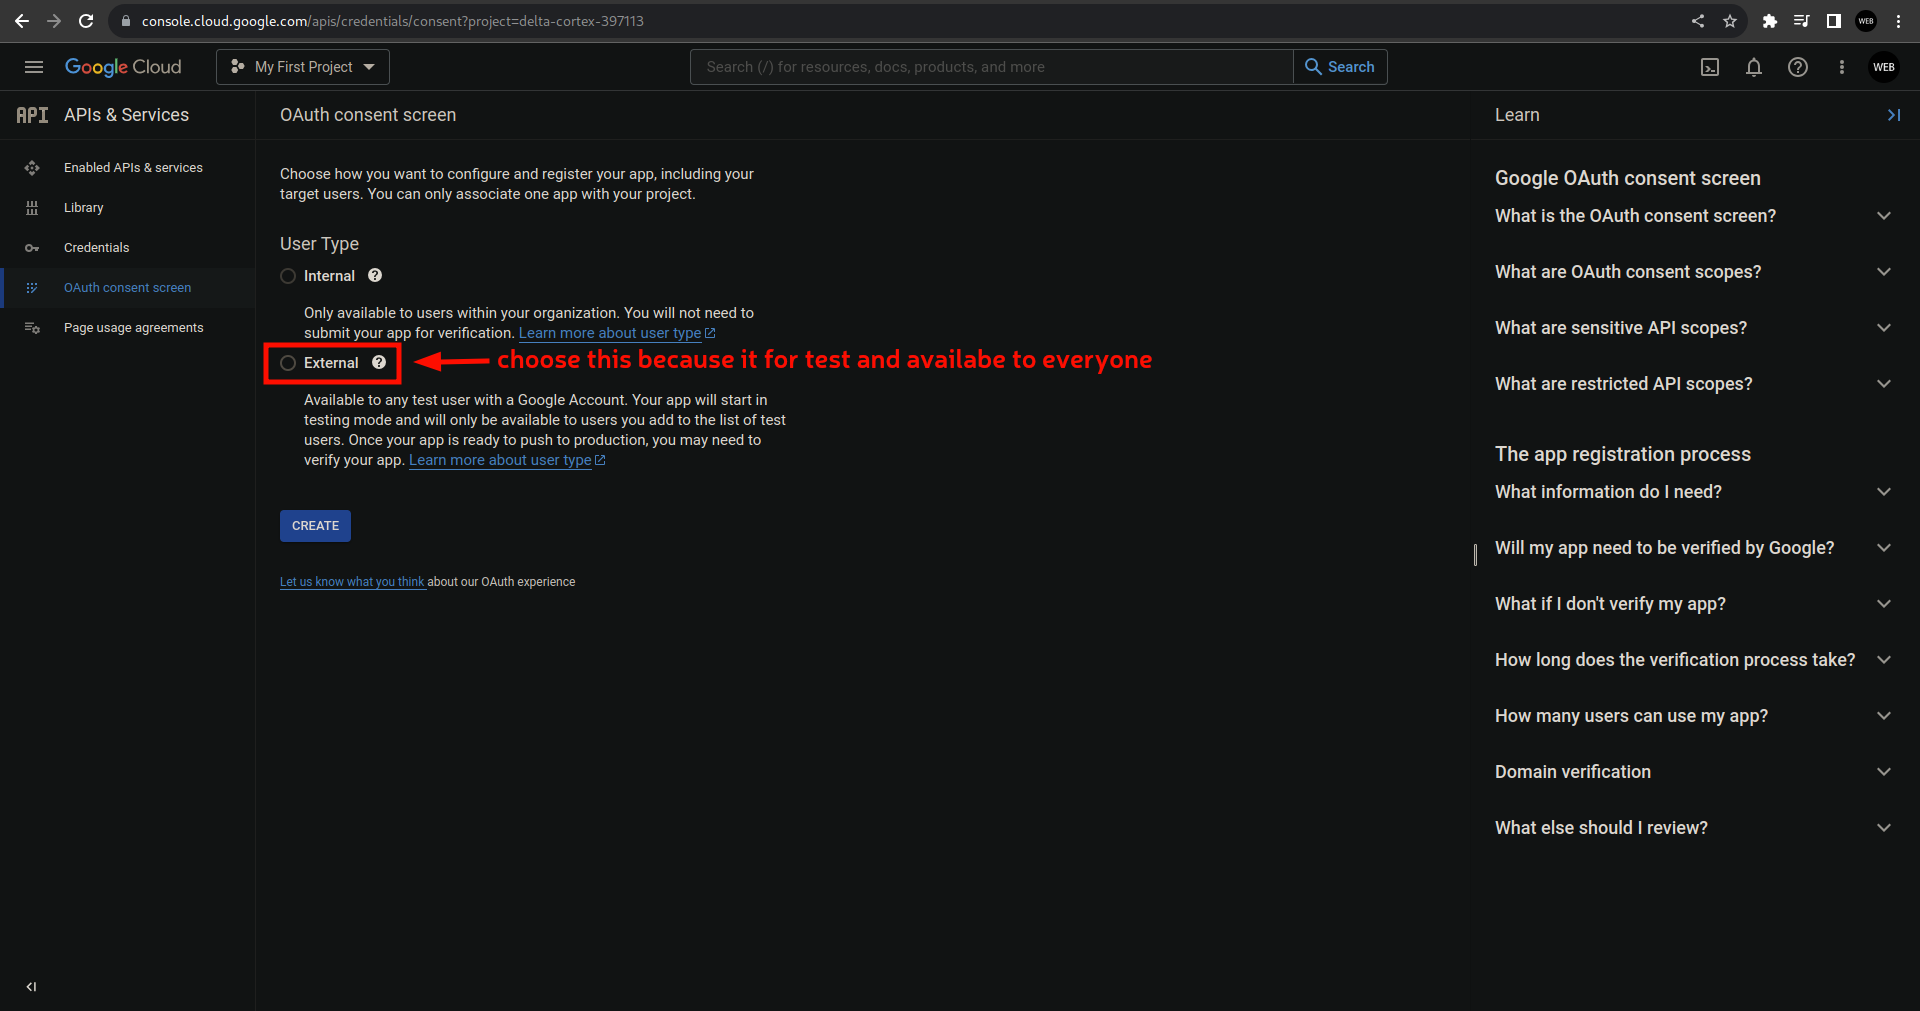 console.cloud.google.com/apis/credentials/consent?project=delta-cortex-397113
WEB
Google Cloud
My First Project
Search (/) for resources, docs, products, and more
Search
WEB
API
APIs & Services
Enabled APIs & services
Library
Credentials
OAuth consent screen
Page usage agreements
OAuth consent screen
Choose how you want to configure and register your app, including your
target users. You can only associate one app with your project.
User Type
Internal
Only available to users within your organization. You will not need to
submit your app for verification. Learn more about user type
External
choose this because it for test and availabe to everyone
Available to any test user with a Google Account. Your app will start in
testing mode and will only be available to users you add to the list of test
users. Once your app is ready to push to production, you may need to
verify your app. Learn more about user type
CREATE
Let us know what you think about our OAuth experience
Learn
Google OAuth consent screen
What is the OAuth consent screen?
What are OAuth consent scopes?
What are sensitive API scopes?
What are restricted API scopes?
The app registration process
What information do I need?
Will my app need to be verified by Google?
What if I don't verify my app?
How long does the verification process take?
How many users can use my app?
Domain verification
What else should I review?